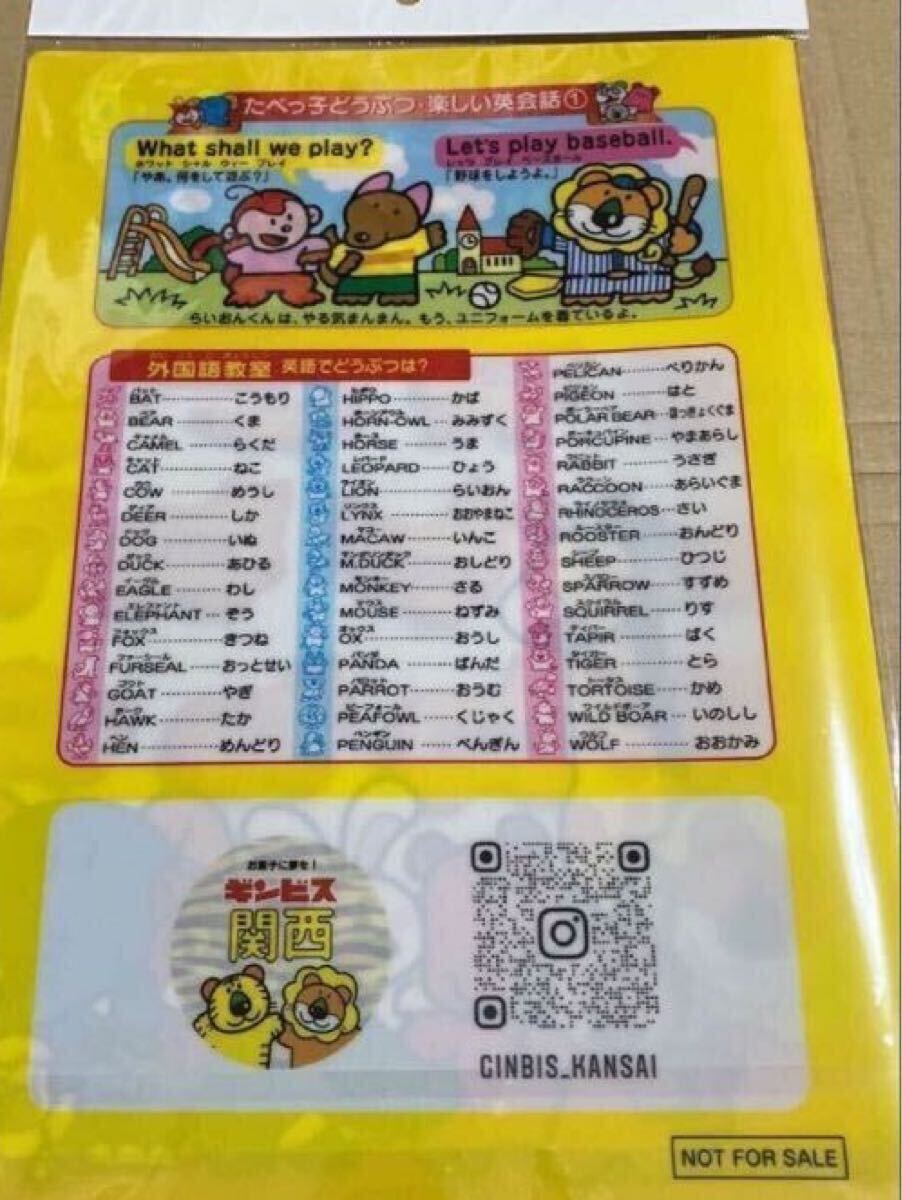 たべっ子どうぶつ・楽しい英会話①
What shall we play?
ホワット シャル ウィー プレイ
「やあ。何をして遊ぶ？」
Let's play baseball.
レッツ プレイ ベースボール
「野球をしようよ。」
らいおんくんは、やる気まんまん。もう、ユニフォームを着ているよ。
外国語教室 英語でどうぶつは？
BAT……こうもり
BEAR……くま
CAMEL……らくだ
CAT……ねこ
COW……めうし
DEER……しか
DOG……いぬ
DUCK……あひる
EAGLE……わし
ELEPHANT……ぞう
FOX……きつね
FURSEAL……おっとせい
GOAT……やぎ
HAWK……たか
HEN……めんどり
HIPPO……かば
HORN-OWL……みみずく
HORSE……うま
LEOPARD……ひょう
LION……らいおん
LYNX……おおやまねこ
MACAW……いんこ
M.DUCK……おしどり
MONKEY……さる
MOUSE……ねずみ
OX……おうし
PANDA……ぱんだ
PARROT……おうむ
PEAFOWL……くじゃく
PENGUIN……ぺんぎん
PELICAN……ぺりかん
PIGEON……はと
POLAR BEAR……ほっきょくぐま
PORCUPINE……やまあらし
RABBIT……うさぎ
RACCOON……あらいぐま
RHINOCEROS……さい
ROOSTER……おんどり
SHEEP……ひつじ
SPARROW……すずめ
SQUIRREL……りす
TAPIR……ばく
TIGER……とら
TORTOISE……かめ
WILD BOAR……いのしし
WOLF……おおかみ
お菓子に夢を！
ギンビス
関西
GINBIS_KANSAI
NOT FOR SALE